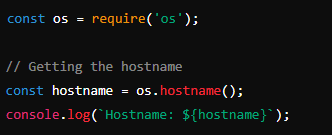 const os = require('os');
// Getting the hostname
const hostname = os.hostname();
console.log(`Hostname: ${hostname}`);